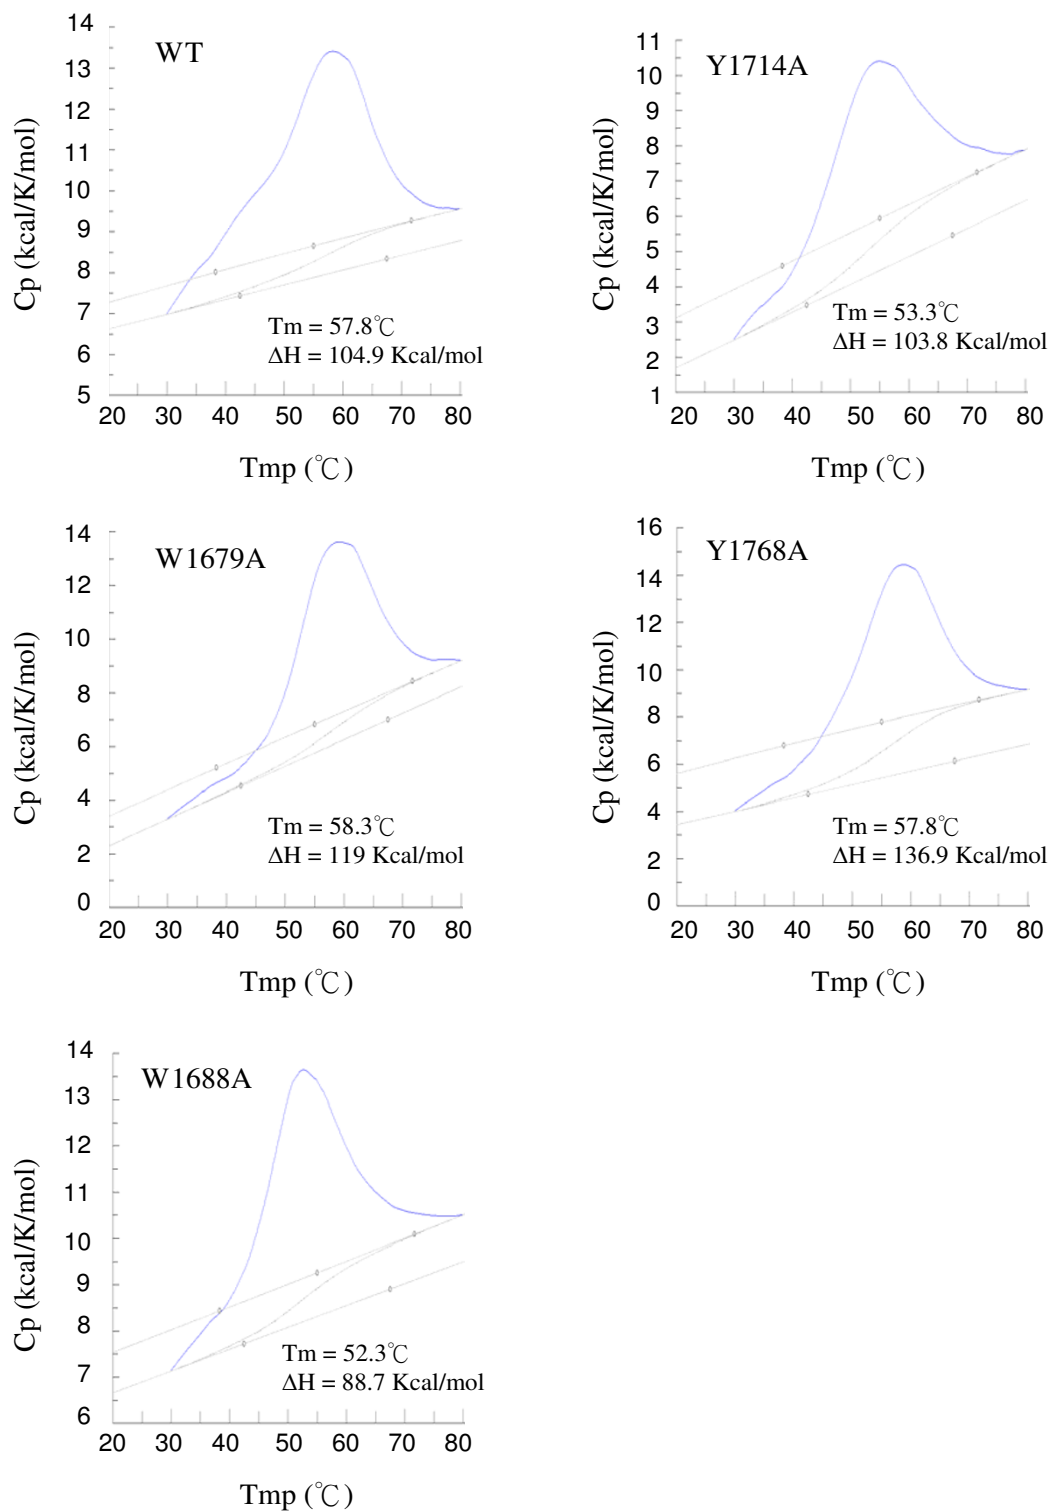 WT
Cp (kcal/K/mol)
14
13
12
11
10
9
8
7
6
5
Tm = 57.8℃
ΔH = 104.9 Kcal/mol
20 30 40 50 60 70 80
Tmp (℃)
Y1714A
Cp (kcal/K/mol)
11
10
9
8
7
6
5
4
3
2
1
Tm = 53.3℃
ΔH = 103.8 Kcal/mol
20 30 40 50 60 70 80
Tmp (℃)
W1679A
Cp (kcal/K/mol)
14
12
10
8
6
4
2
0
Tm = 58.3℃
ΔH = 119 Kcal/mol
20 30 40 50 60 70 80
Tmp (℃)
Y1768A
Cp (kcal/K/mol)
16
14
12
10
8
6
4
2
0
Tm = 57.8℃
ΔH = 136.9 Kcal/mol
20 30 40 50 60 70 80
Tmp (℃)
W1688A
Cp (kcal/K/mol)
14
13
12
11
10
9
8
7
6
Tm = 52.3℃
ΔH = 88.7 Kcal/mol
20 30 40 50 60 70 80
Tmp (℃)